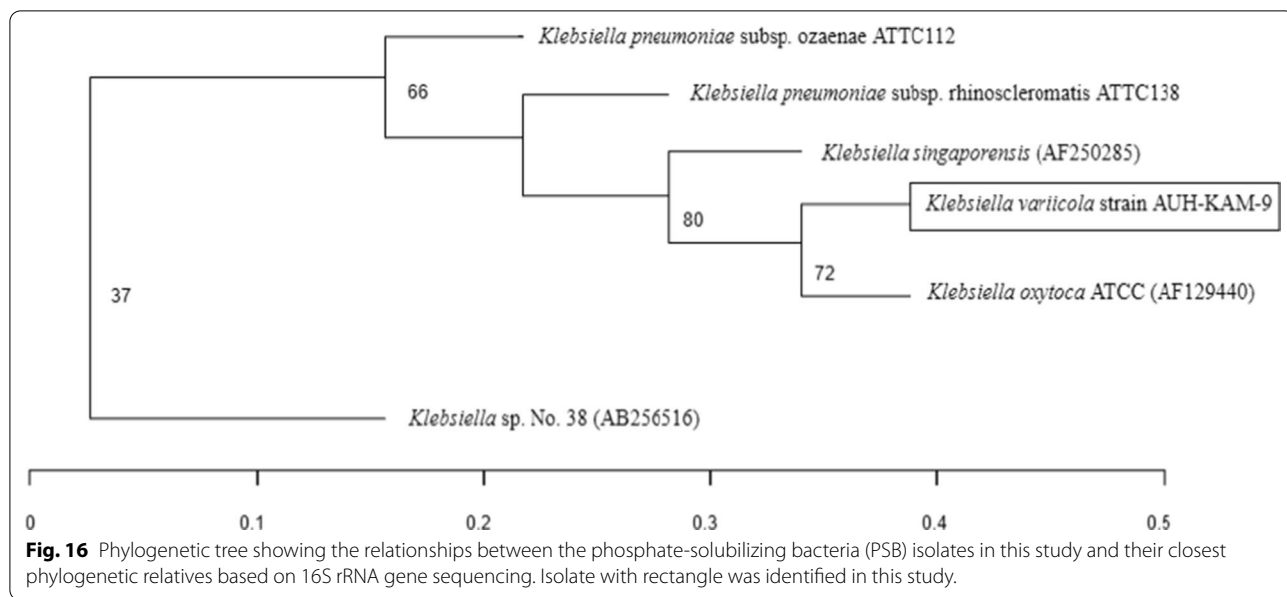 Klebsiella pneumoniae subsp. ozaenae ATTC112
66
Klebsiella pneumoniae subsp. rhinoscleromatis ATTC138
Klebsiella singaporensis (AF250285)
Klebsiella variicola strain AUH-KAM-9
80
72
Klebsiella oxytoca ATCC (AF129440)
37
Klebsiella sp. No. 38 (AB256516)
0 0.1 0.2 0.3 0.4 0.5
Fig. 16 Phylogenetic tree showing the relationships between the phosphate-solubilizing bacteria (PSB) isolates in this study and their closest
phylogenetic relatives based on 16S rRNA gene sequencing. Isolate with rectangle was identified in this study.